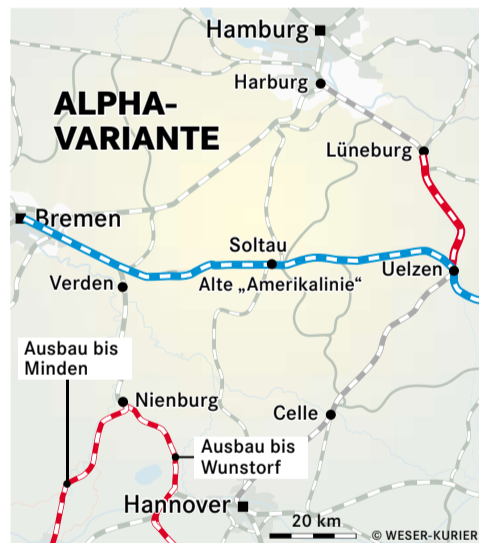 Hamburg
Harburg
ALPHA-
VARIANTE
Lüneburg
Bremen
Soltau
Uelzen
Verden
Alte „Amerikalinie“
Ausbau bis
Minden
Nienburg
Celle
Ausbau bis
Wunstorf
Hannover
20 km
© WESER-KURIER